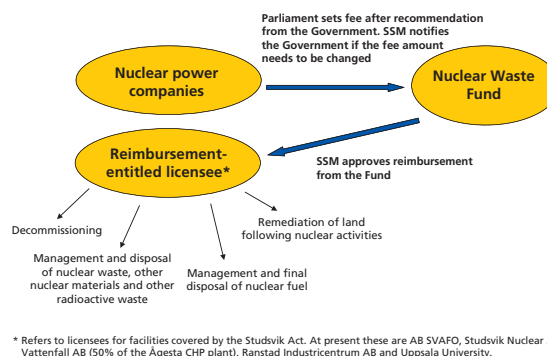 Parliament sets fee after recommendation
from the Government. SSM notifies
the Government if the fee amount
needs to be changed
Nuclear power
companies
Nuclear Waste
Fund
Reimbursement-
entitled licensee*
SSM approves reimbursement
from the Fund
Decommissioning
Remediation of land
following nuclear activities
Management and disposal
of nuclear waste, other
nuclear materials and other
radioactive waste
Management and final
disposal of nuclear fuel
* Refers to licensees for facilities covered by the Studsvik Act. At present these are AB SVAFO, Studsvik Nuclear
Vattenfall AB (50% of the Ågesta CHP plant), Ranstad Industricentrum AB and Uppsala University.